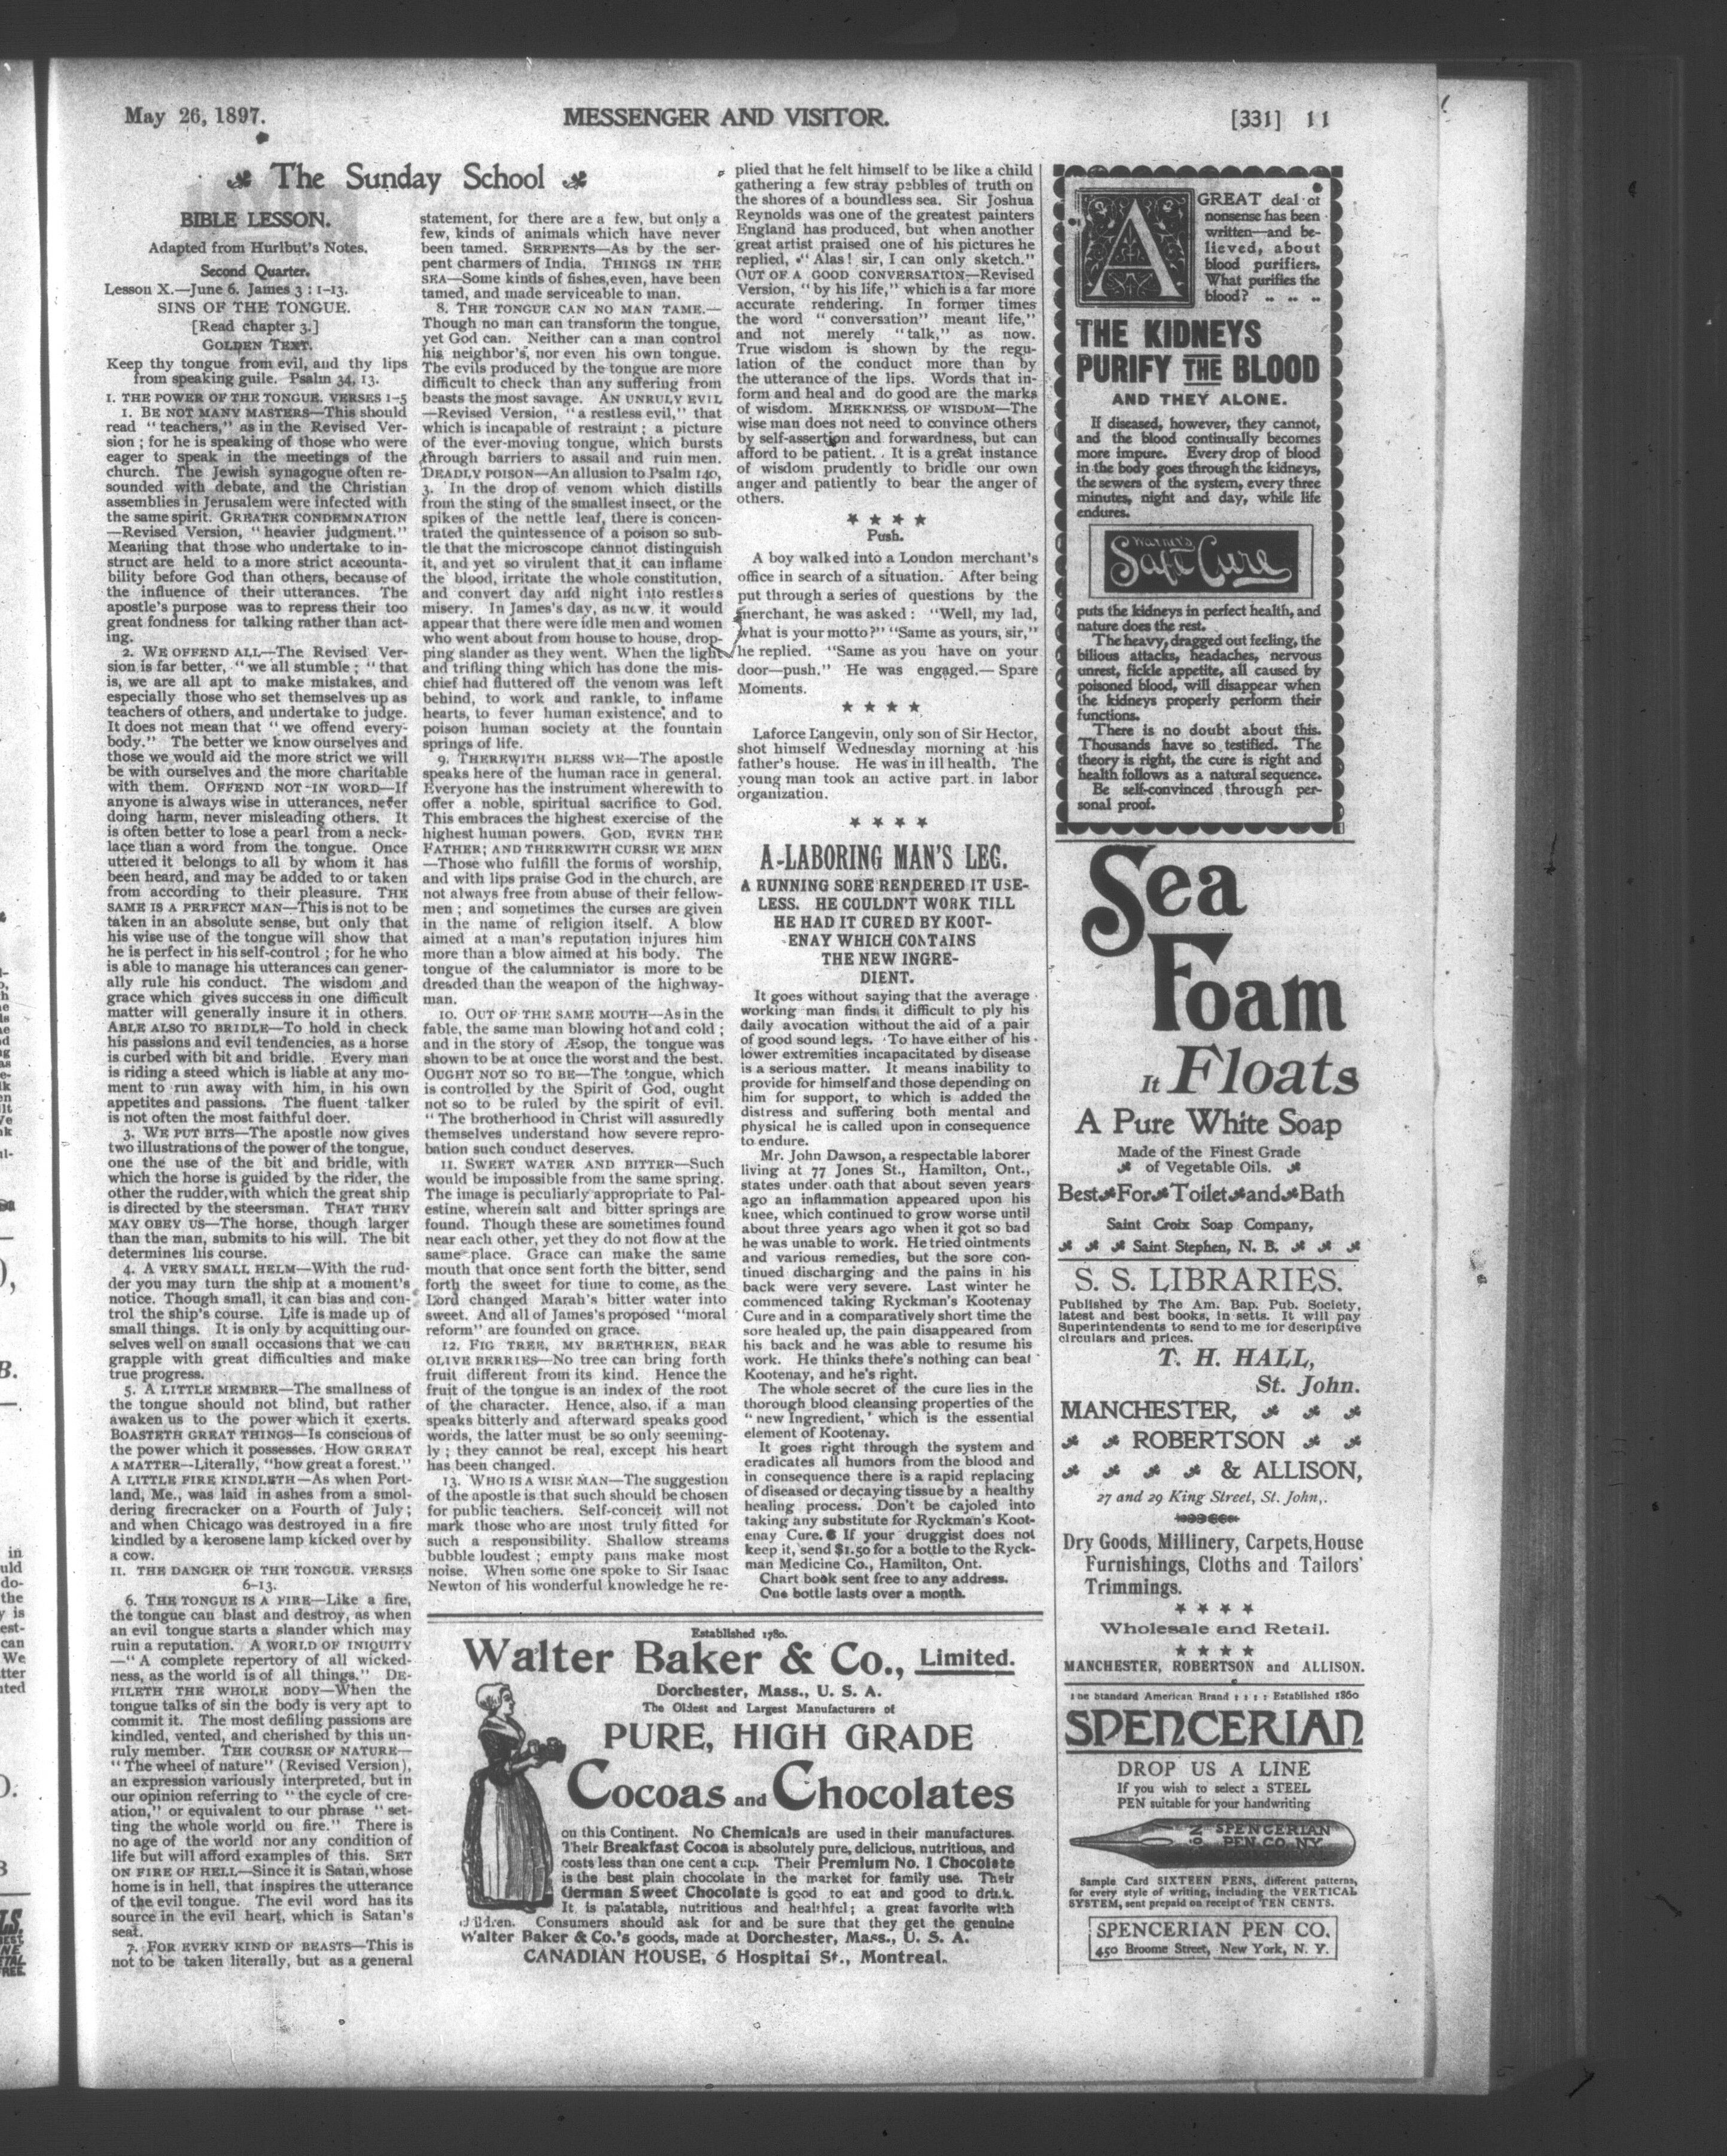 May 26, 1897.
MESSENGER AND VISITOR.
[331] 11
The Sunday School
BIBLE LESSON.
Adapted from Hurlbut's Notes.
Second Quarter.
Lesson X.—June 6. James 3 : 1-13.
SINS OF THE TONGUE.
[Read chapter 3.]
GOLDEN TEXT.
Keep thy tongue from evil, and thy lips
from speaking guile. Psalm 34, 13.
I. THE POWER OF THE TONGUE. VERSES 1-5
1. BE NOT MANY MASTERS—This should
read "teachers," as in the Revised Ver-
sion ; for he is speaking of those who were
eager to speak in the meetings of the
church. The Jewish synagogue often re-
sounded with debate, and the Christian
assemblies in Jerusalem were infected with
the same spirit. GREATER CONDEMNATION
—Revised Version, "heavier judgment."
Meaning that those who undertake to in-
struct are held to a more strict accounta-
bility before God than others, because of
the influence of their utterances. The
apostle's purpose was to repress their too
great fondness for talking rather than act-
ing.
2. WE OFFEND ALL—The Revised Ver-
sion is far better, "we all stumble ; " that
is, we are all apt to make mistakes, and
especially those who set themselves up as
teachers of others, and undertake to judge.
It does not mean that "we offend every-
body." The better we know ourselves and
those we would aid the more strict we will
be with ourselves and the more charitable
with them. OFFEND NOT IN WORD—If
anyone is always wise in utterances, never
doing harm, never misleading others. It
is often better to lose a pearl from a neck-
lace than a word from the tongue. Once
uttered it belongs to all by whom it has
been heard, and may be added to or taken
from according to their pleasure. THE
SAME IS A PERFECT MAN—This is not to be
taken in an absolute sense, but only that
his wise use of the tongue will show that
he is perfect in his self-control ; for he who
is able to manage his utterances can gener-
ally rule his conduct. The wisdom and
grace which gives success in one difficult
matter will generally insure it in others.
ABLE ALSO TO BRIDLE—To hold in check
his passions and evil tendencies, as a horse
is curbed with bit and bridle. Every man
is riding a steed which is liable at any mo-
ment to run away with him, in his own
appetites and passions. The fluent talker
is not often the most faithful doer.
3. WE PUT BITS—The apostle now gives
two illustrations of the power of the tongue,
one the use of the bit and bridle, with
which the horse is guided by the rider, the
other the rudder, with which the great ship
is directed by the steersman. THAT THEY
MAY OBEY US—The horse, though larger
than the man, submits to his will. The bit
determines his course.
4. A VERY SMALL HELM—With the rud-
der you may turn the ship at a moment's
notice. Though small, it can bias and con-
trol the ship's course. Life is made up of
small things. It is only by acquitting our-
selves well on small occasions that we can
grapple with great difficulties and make
true progress.
5. A LITTLE MEMBER—The smallness of
the tongue should not blind, but rather
awaken us to the power which it exerts.
BOASTETH GREAT THINGS—Is conscious of
the power which it possesses. HOW GREAT
A MATTER—Literally, "how great a forest."
A LITTLE FIRE KINDLETH—As when Port-
land, Me., was laid in ashes from a smol-
dering firecracker on a Fourth of July ;
and when Chicago was destroyed in a fire
kindled by a kerosene lamp kicked over by
a cow.
II. THE DANGER OF THE TONGUE. VERSES
6-13.
6. THE TONGUE IS A FIRE—Like a fire,
the tongue can blast and destroy, as when
an evil tongue starts a slander which may
ruin a reputation. A WORLD OF INIQUITY
—"A complete repertory of all wicked-
ness, as the world is of all things." DE-
FILETH THE WHOLE BODY—When the
tongue talks of sin the body is very apt to
commit it. The most defiling passions are
kindled, vented, and cherished by this un-
ruly member. THE COURSE OF NATURE—
"The wheel of nature" (Revised Version),
an expression variously interpreted, but in
our opinion referring to "the cycle of cre-
ation," or equivalent to our phrase "set-
ting the whole world on fire." There is
no age of the world nor any condition of
life but will afford examples of this. SET
ON FIRE OF HELL—Since it is Satan, whose
home is in hell, that inspires the utterance
of the evil tongue. The evil word has its
source in the evil heart, which is Satan's
seat.
7. FOR EVERY KIND OF BEASTS—This is
not to be taken literally, but as a general
statement, for there are a few, but only a
few, kinds of animals which have never
been tamed. SERPENTS—As by the ser-
pent charmers of India. THINGS IN THE
SEA—Some kinds of fishes, even, have been
tamed, and made serviceable to man.
8. THE TONGUE CAN NO MAN TAME.—
Though no man can transform the tongue,
yet God can. Neither can a man control
his neighbor's, nor even his own tongue.
The evils produced by the tongue are more
difficult to check than any suffering from
beasts the most savage. AN UNRULY EVIL
—Revised Version, "a restless evil," that
which is incapable of restraint ; a picture
of the ever-moving tongue, which bursts
through barriers to assail and ruin men.
DEADLY POISON—An allusion to Psalm 140,
3. In the drop of venom which distills
from the sting of the smallest insect, or the
spikes of the nettle leaf, there is concen-
trated the quintessence of a poison so sub-
tle that the microscope cannot distinguish
it, and yet so virulent that it can inflame
the blood, irritate the whole constitution,
and convert day and night into restless
misery. In James's day, as now, it would
appear that there were idle men and women
who went about from house to house, drop-
ping slander as they went. When the light
and trifling thing which has done the mis-
chief had fluttered off the venom was left
behind, to work and rankle, to inflame
hearts, to fever human existence, and to
poison human society at the fountain
springs of life.
9. THEREWITH BLESS WE—The apostle
speaks here of the human race in general.
Everyone has the instrument wherewith to
offer a noble, spiritual sacrifice to God.
This embraces the highest exercise of the
highest human powers. GOD, EVEN THE
FATHER; AND THEREWITH CURSE WE MEN
—Those who fulfill the forms of worship,
and with lips praise God in the church, are
not always free from abuse of their fellow-
men ; and sometimes the curses are given
in the name of religion itself. A blow
aimed at a man's reputation injures him
more than a blow aimed at his body. The
tongue of the calumniator is more to be
dreaded than the weapon of the highway-
man.
10. OUT OF THE SAME MOUTH—As in the
fable, the same man blowing hot and cold ;
and in the story of Æsop, the tongue was
shown to be at once the worst and the best.
OUGHT NOT SO TO BE—The tongue, which
is controlled by the Spirit of God, ought
not so to be ruled by the spirit of evil.
"The brotherhood in Christ will assuredly
themselves understand how severe repro-
bation such conduct deserves.
11. SWEET WATER AND BITTER—Such
would be impossible from the same spring.
The image is peculiarly appropriate to Pal-
estine, wherein salt and bitter springs are
found. Though these are sometimes found
near each other, yet they do not flow at the
same place. Grace can make the same
mouth that once sent forth the bitter, send
forth the sweet for time to come, as the
Lord changed Marah's bitter water into
sweet. And all of James's proposed "moral
reform" are founded on grace.
12. FIG TREE, MY BRETHREN, BEAR
OLIVE BERRIES—No tree can bring forth
fruit different from its kind. Hence the
fruit of the tongue is an index of the root
of the character. Hence, also, if a man
speaks bitterly and afterward speaks good
words, the latter must be so only seeming-
ly ; they cannot be real, except his heart
has been changed.
13. WHO IS A WISE MAN—The suggestion
of the apostle is that such should be chosen
for public teachers. Self-conceit will not
mark those who are most truly fitted for
such a responsibility. Shallow streams
bubble loudest ; empty pans make most
noise. When some one spoke to Sir Isaac
Newton of his wonderful knowledge he re-
plied that he felt himself to be like a child
gathering a few stray pebbles of truth on
the shores of a boundless sea. Sir Joshua
Reynolds was one of the greatest painters
England has produced, but when another
great artist praised one of his pictures he
replied, "Alas! sir, I can only sketch."
OUT OF A GOOD CONVERSATION—Revised
Version, "by his life," which is a far more
accurate rendering. In former times
the word "conversation" meant life,"
and not merely "talk," as now.
True wisdom is shown by the regu-
lation of the conduct more than by
the utterance of the lips. Words that in-
form and heal and do good are the marks
of wisdom. MEEKNESS OF WISDOM—The
wise man does not need to convince others
by self-assertion and forwardness, but can
afford to be patient. It is a great instance
of wisdom prudently to bridle our own
anger and patiently to bear the anger of
others.
* * * *
Push.
A boy walked into a London merchant's
office in search of a situation. After being
put through a series of questions by the
merchant, he was asked : "Well, my lad,
what is your motto?" "Same as yours, sir,"
he replied. "Same as you have on your
door—push." He was engaged.—Spare
Moments.
* * * *
Laforce Langevin, only son of Sir Hector,
shot himself Wednesday morning at his
father's house. He was in ill health. The
young man took an active part in labor
organization.
* * * *
A LABORING MAN'S LEG.
A RUNNING SORE RENDERED IT USE-
LESS. HE COULDN'T WORK TILL
HE HAD IT CURED BY KOOT-
ENAY WHICH CONTAINS
THE NEW INGRE-
DIENT.
It goes without saying that the average
working man finds it difficult to ply his
daily avocation without the aid of a pair
of good sound legs. To have either of his
lower extremities incapacitated by disease
is a serious matter. It means inability to
provide for himself and those depending on
him for support, to which is added the
distress and suffering both mental and
physical he is called upon in consequence
to endure.
Mr. John Dawson, a respectable laborer
living at 77 Jones St., Hamilton, Ont.,
states under oath that about seven years
ago an inflammation appeared upon his
knee, which continued to grow worse until
about three years ago when it got so bad
he was unable to work. He tried ointments
and various remedies, but the sore con-
tinued discharging and the pains in his
back were very severe. Last winter he
commenced taking Ryckman's Kootenay
Cure and in a comparatively short time the
sore healed up, the pain disappeared from
his back and he was able to resume his
work. He thinks there's nothing can beat
Kootenay, and he's right.
The whole secret of the cure lies in the
thorough blood cleansing properties of the
"new Ingredient,' which is the essential
element of Kootenay.
It goes right through the system and
eradicates all humors from the blood and
in consequence there is a rapid replacing
of diseased or decaying tissue by a healthy
healing process. Don't be cajoled into
taking any substitute for Ryckman's Koot-
enay Cure. If your druggist does not
keep it, send $1.50 for a bottle to the Ryck-
man Medicine Co., Hamilton, Ont.
Chart book sent free to any address.
One bottle lasts over a month.
Established 1780.
Walter Baker & Co., Limited.
Dorchester, Mass., U. S. A.
The Oldest and Largest Manufacturers of
PURE, HIGH GRADE
Cocoas and Chocolates
on this Continent. No Chemicals are used in their manufactures.
Their Breakfast Cocoa is absolutely pure, delicious, nutritious, and
costs less than one cent a cup. Their Premium No. 1 Chocolate
is the best plain chocolate in the market for family use. Their
German Sweet Chocolate is good to eat and good to drink.
It is palatable, nutritious and healthful; a great favorite with
children. Consumers should ask for and be sure that they get the genuine
Walter Baker & Co.'s goods, made at Dorchester, Mass., U. S. A.
CANADIAN HOUSE, 6 Hospital St., Montreal.
A GREAT deal of
nonsense has been
written—and be-
lieved, about
blood purifiers.
What purifies the
blood? .. .. ..
THE KIDNEYS
PURIFY THE BLOOD
AND THEY ALONE.
If diseased, however, they cannot,
and the blood continually becomes
more impure. Every drop of blood
in the body goes through the kidneys,
the sewers of the system, every three
minutes, night and day, while life
endures.
Warner's
Safe Cure
puts the kidneys in perfect health, and
nature does the rest.
The heavy, dragged out feeling, the
bilious attacks, headaches, nervous
unrest, fickle appetite, all caused by
poisoned blood, will disappear when
the kidneys properly perform their
functions.
There is no doubt about this.
Thousands have so testified. The
theory is right, the cure is right and
health follows as a natural sequence.
Be self-convinced through per-
sonal proof.
Sea
Foam
It Floats
A Pure White Soap
Made of the Finest Grade
of Vegetable Oils.
Best For Toilet and Bath
Saint Croix Soap Company,
Saint Stephen, N. B.
S. S. LIBRARIES.
Published by The Am. Bap. Pub. Society,
latest and best books, in setts. It will pay
Superintendents to send to me for descriptive
circulars and prices.
T. H. HALL,
St. John.
MANCHESTER,
ROBERTSON
& ALLISON,
27 and 29 King Street, St. John,.
Dry Goods, Millinery, Carpets, House
Furnishings, Cloths and Tailors'
Trimmings.
* * * *
Wholesale and Retail.
* * * *
MANCHESTER, ROBERTSON and ALLISON.
The Standard American Brand : : : : Established 1860
SPENCERIAN
DROP US A LINE
If you wish to select a STEEL
PEN suitable for your handwriting
SPENCERIAN
PEN CO. N.Y.
Sample Card SIXTEEN PENS, different patterns,
for every style of writing, including the VERTICAL
SYSTEM, sent prepaid on receipt of TEN CENTS.
SPENCERIAN PEN CO.
450 Broome Street, New York, N. Y.